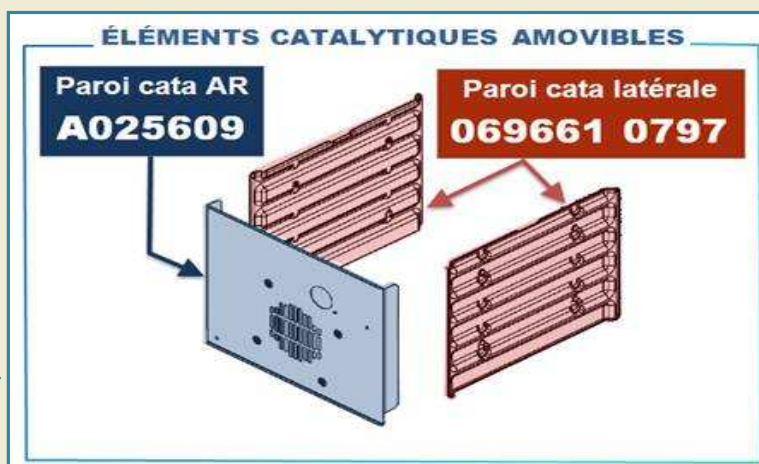 ÉLÉMENTS CATALYTIQUES AMOVIBLES
Paroi cata AR
A025609
Paroi cata latérale
069661 0797